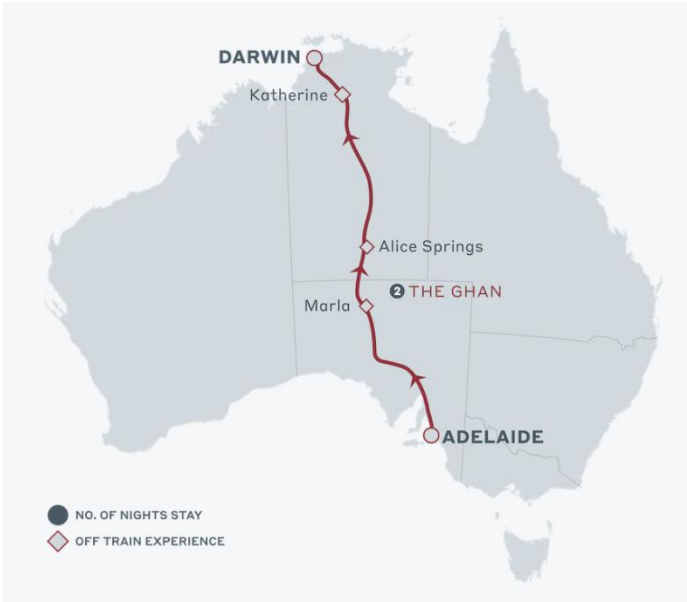 DARWIN
Katherine
Alice Springs
2 THE GHAN
Marla
ADELAIDE
NO. OF NIGHTS STAY
OFF TRAIN EXPERIENCE